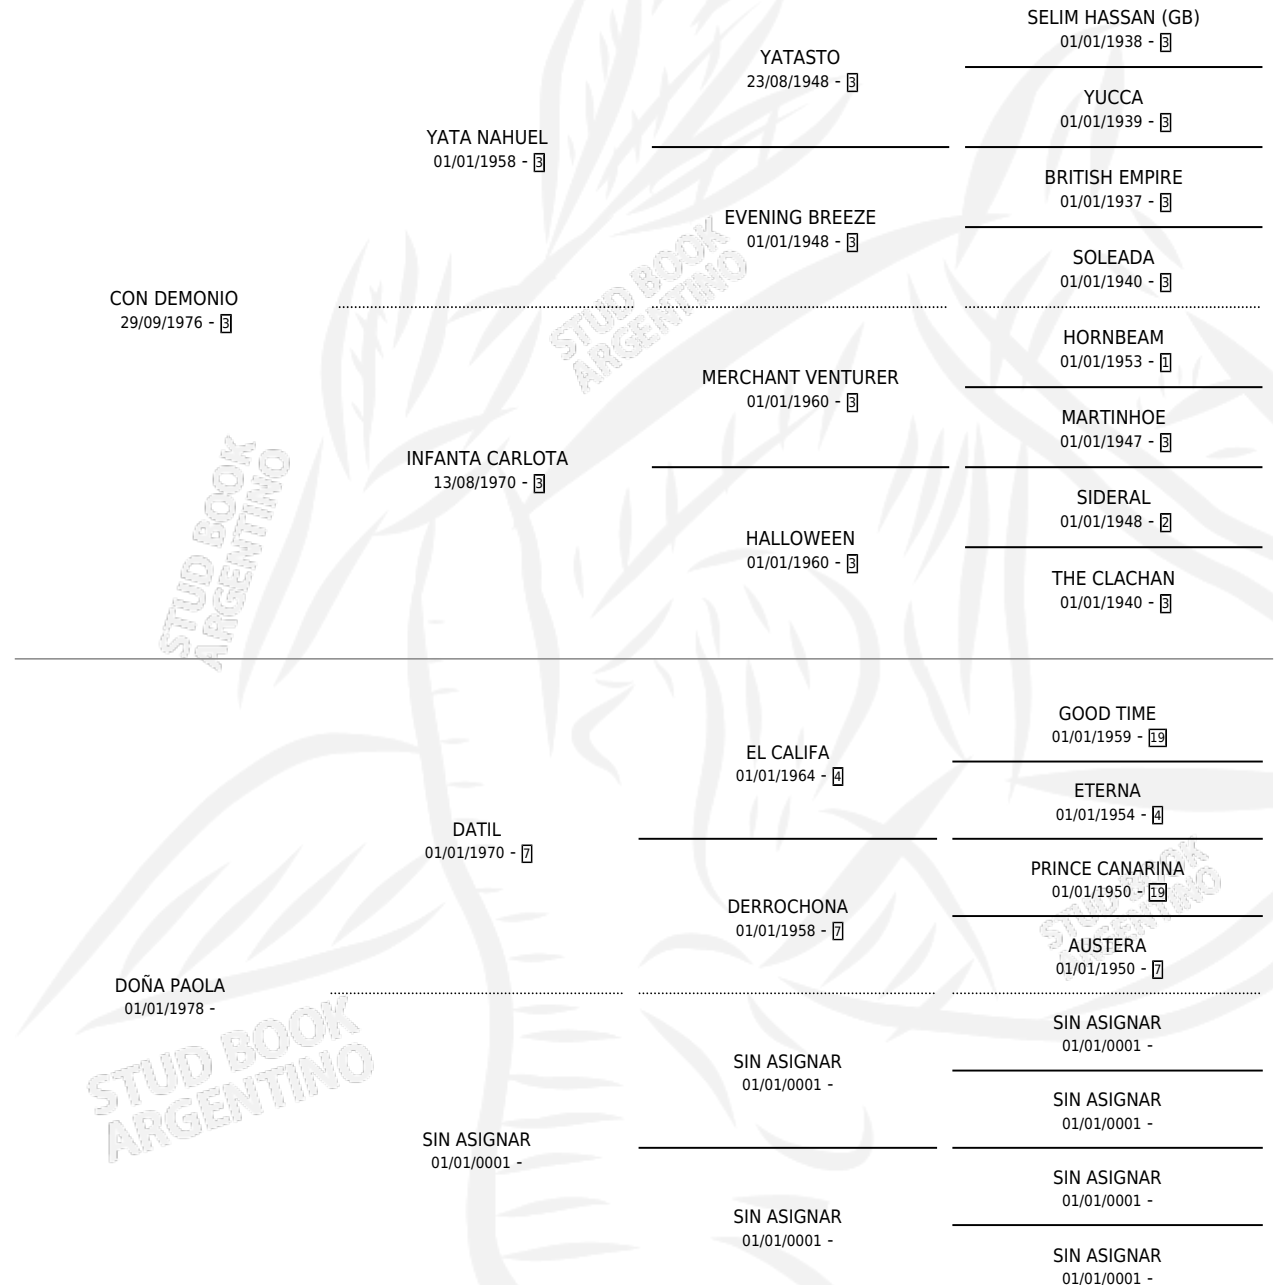 SELIM HASSAN (GB)
01/01/1938 - 3
YATASTO
23/08/1948 - 3
YUCCA
01/01/1939 - 3
YATA NAHUEL
01/01/1958 - 3
BRITISH EMPIRE
01/01/1937 - 3
EVENING BREEZE
01/01/1948 - 3
SOLEADA
01/01/1940 - 3
CON DEMONIO
29/09/1976 - 3
HORNBEAM
01/01/1953 - 1
MERCHANT VENTURER
01/01/1960 - 3
MARTINHOE
01/01/1947 - 3
INFANTA CARLOTA
13/08/1970 - 3
SIDERAL
01/01/1948 - 2
HALLOWEEN
01/01/1960 - 3
THE CLACHAN
01/01/1940 - 3
GOOD TIME
01/01/1959 - 19
EL CALIFA
01/01/1964 - 4
ETERNA
01/01/1954 - 4
DATIL
01/01/1970 - 7
PRINCE CANARINA
01/01/1950 - 19
DERROCHONA
01/01/1958 - 7
AUSTERA
01/01/1950 - 7
DOÑA PAOLA
01/01/1978 -
SIN ASIGNAR
01/01/0001 -
SIN ASIGNAR
01/01/0001 -
SIN ASIGNAR
01/01/0001 -
SIN ASIGNAR
01/01/0001 -
SIN ASIGNAR
01/01/0001 -
SIN ASIGNAR
01/01/0001 -
SIN ASIGNAR
01/01/0001 -
STUD BOOK
ARGENTINO
STUD BOOK
ARGENTINO
STUD BOOK
ARGENTINO
STUD BOOK
ARGENTINO